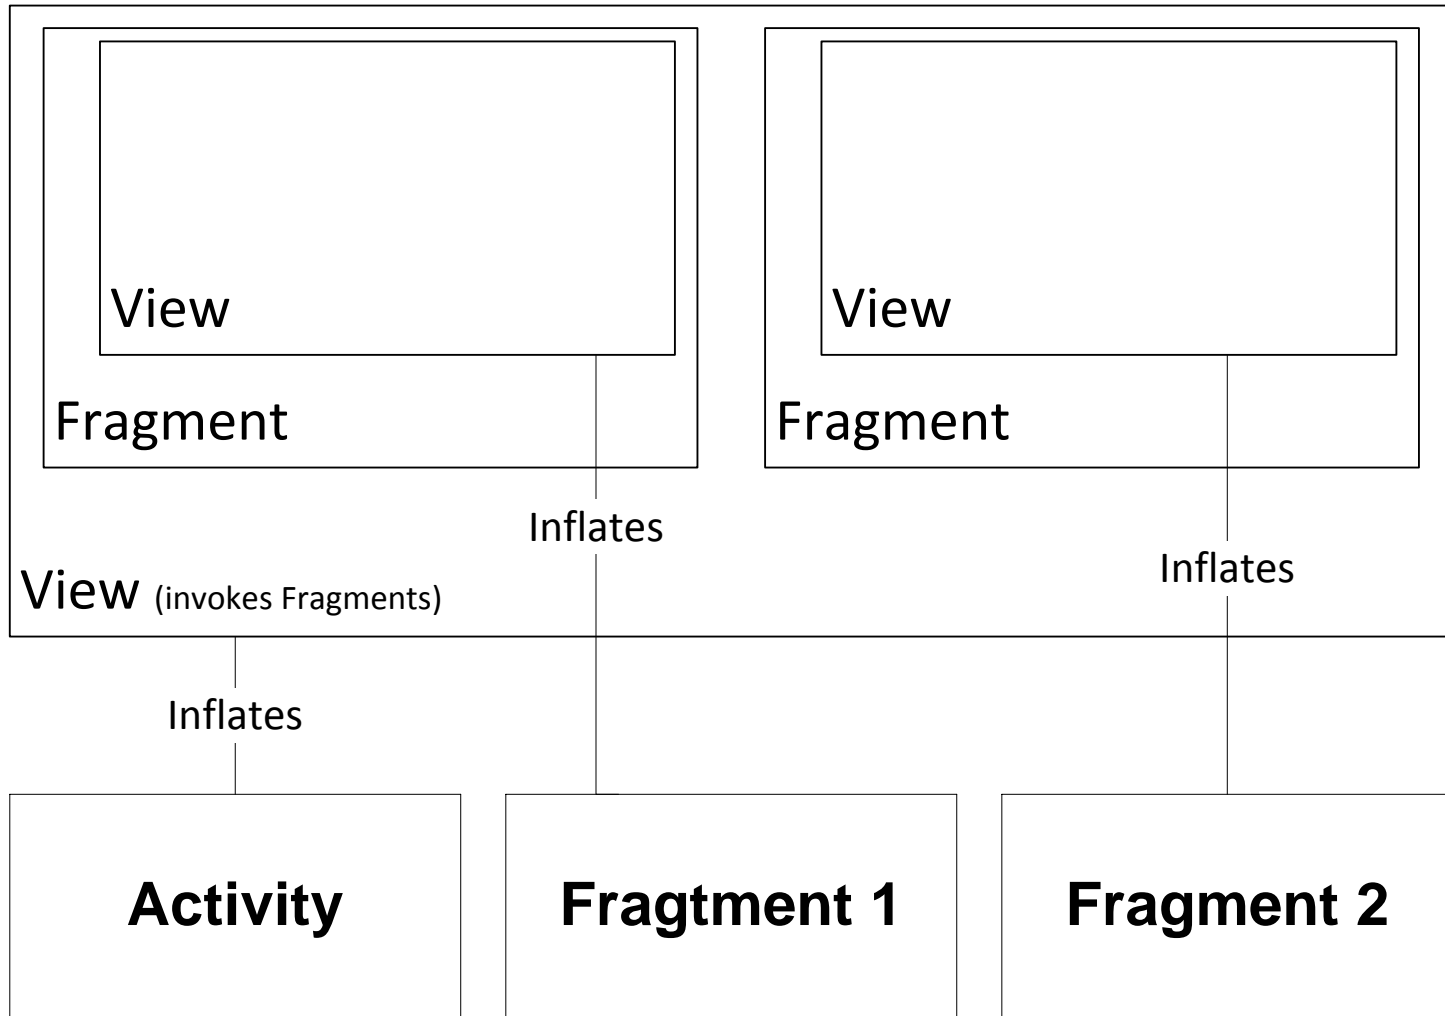 View
View
Fragment
Fragment
Inflates
Inflates
View (invokes Fragments)
Inflates
Activity
Fragtment 1
Fragment 2